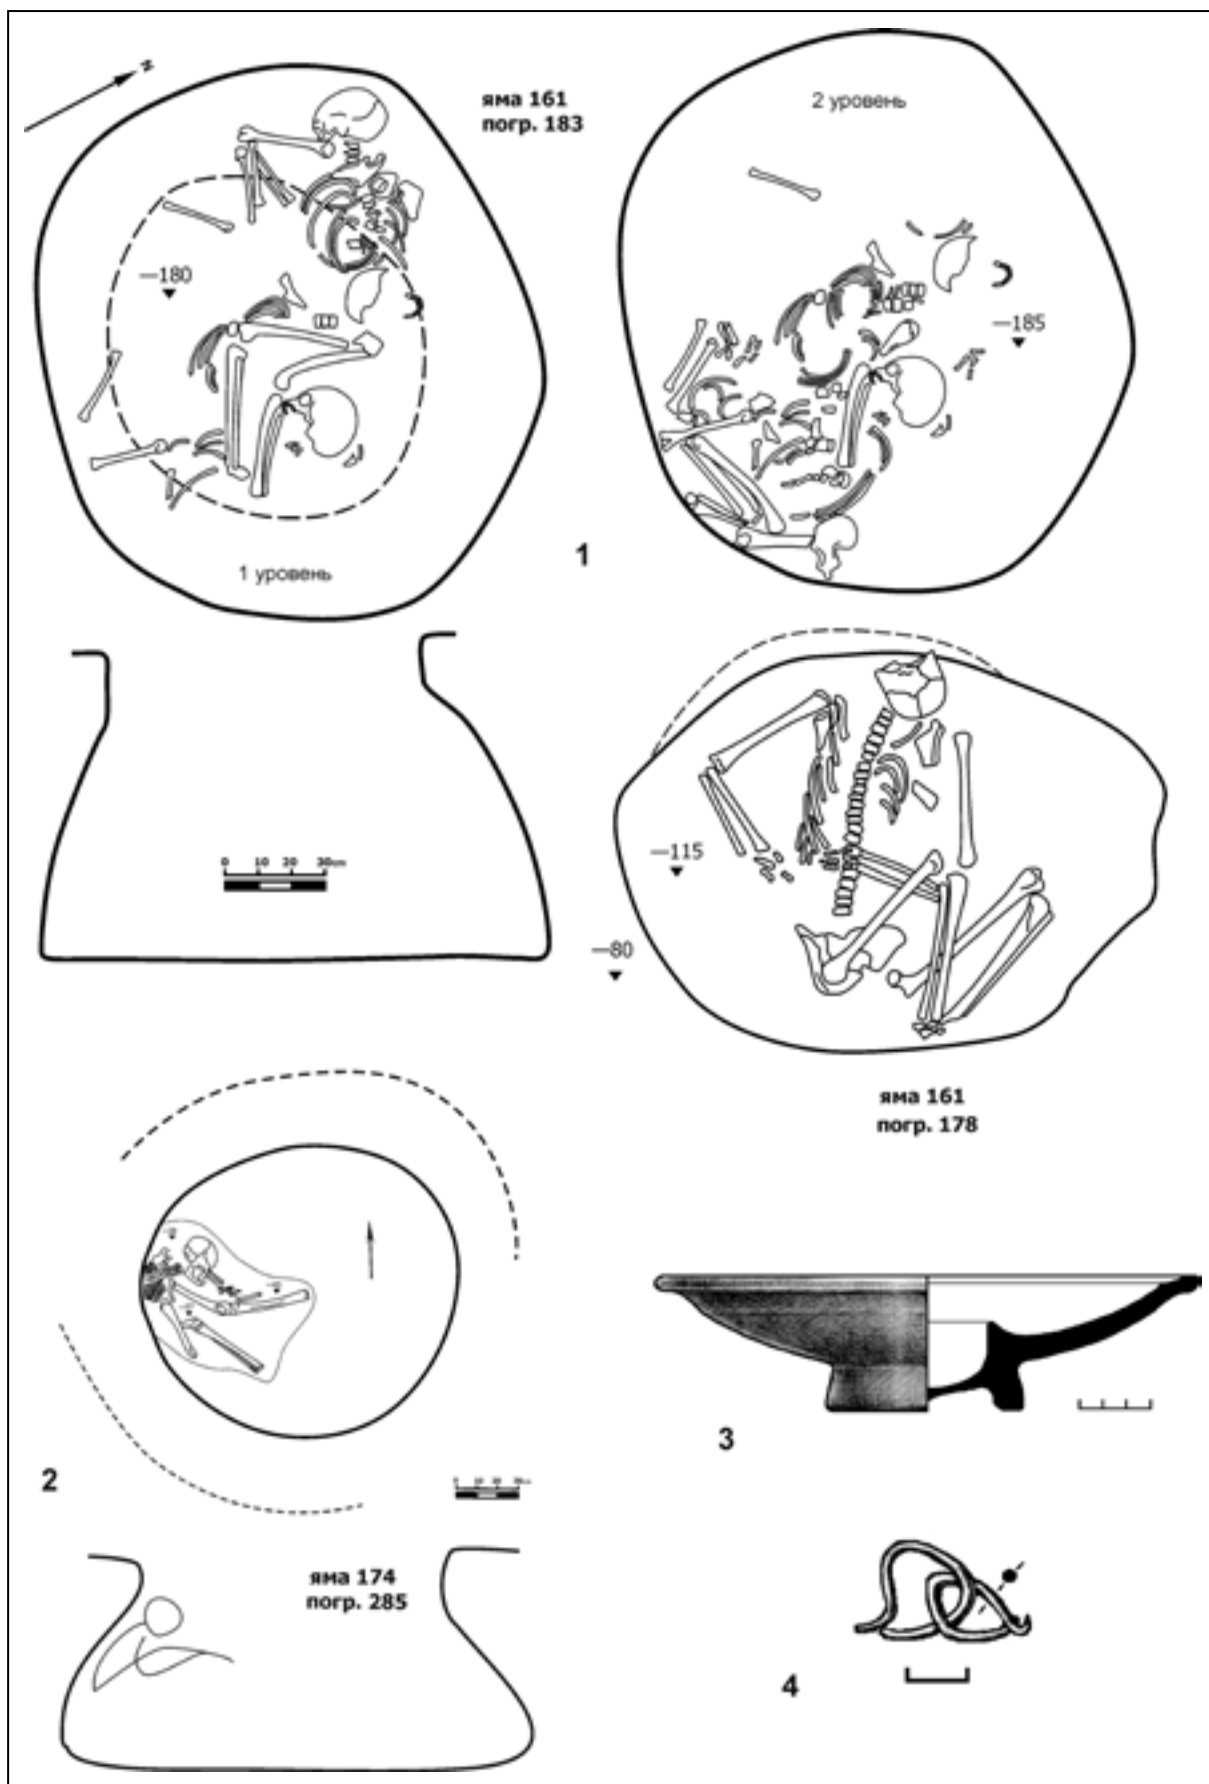 N
яма 161
погр. 183
2 уровень
—180
—185
1 уровень
1
0 10 20 30cm
—115
—80
яма 161
погр. 178
2
3
яма 174
погр. 285
4